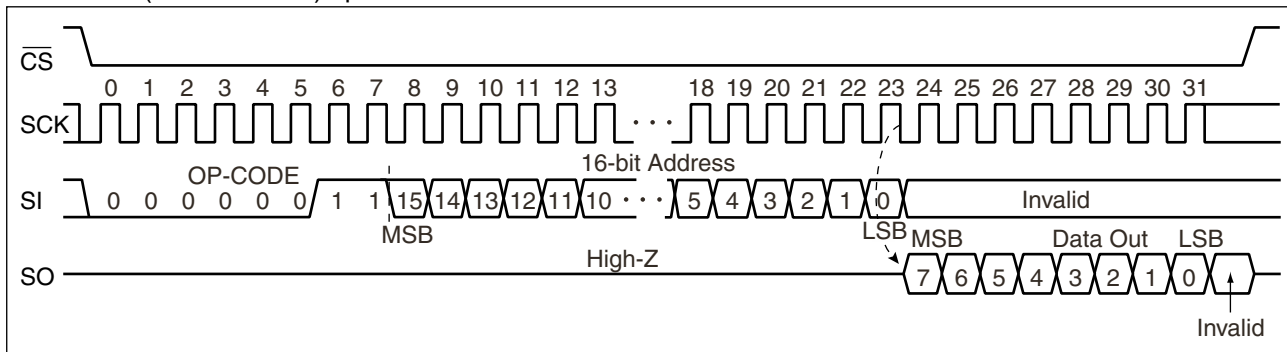 CS
0 1 2 3 4 5 6 7 8 9 10 11 12 13 18 19 20 21 22 23 24 25 26 27 28 29 30 31
SCK · · ·
16-bit Address
OP-CODE
SI 0 0 0 0 0 0 1 1 15 14 13 12 11 10 · · · 5 4 3 2 1 0 Invalid
MSB LSB MSB Data Out LSB
High-Z
SO 7 6 5 4 3 2 1 0
Invalid